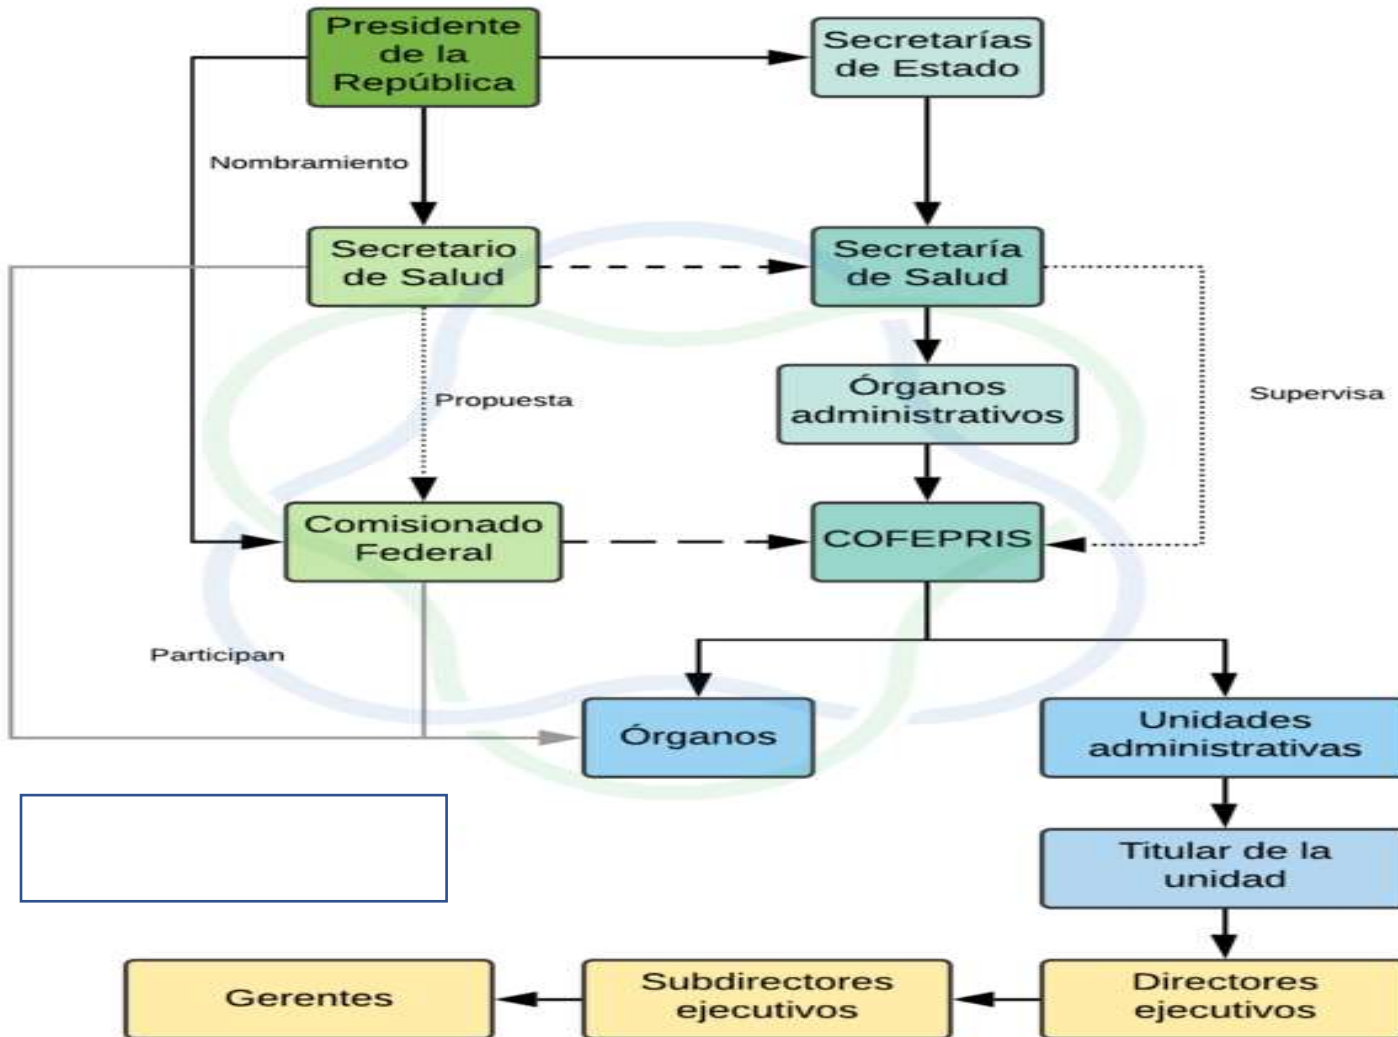 Presidente
de la
República
Secretarías
de Estado
Nombramiento
Secretario
de Salud
Secretaría
de Salud
Órganos
administrativos
Propuesta
Supervisa
Comisionado
Federal
COFEPRIS
Participan
Órganos
Unidades
administrativas
Titular de la
unidad
Gerentes
Subdirectores
ejecutivos
Directores
ejecutivos